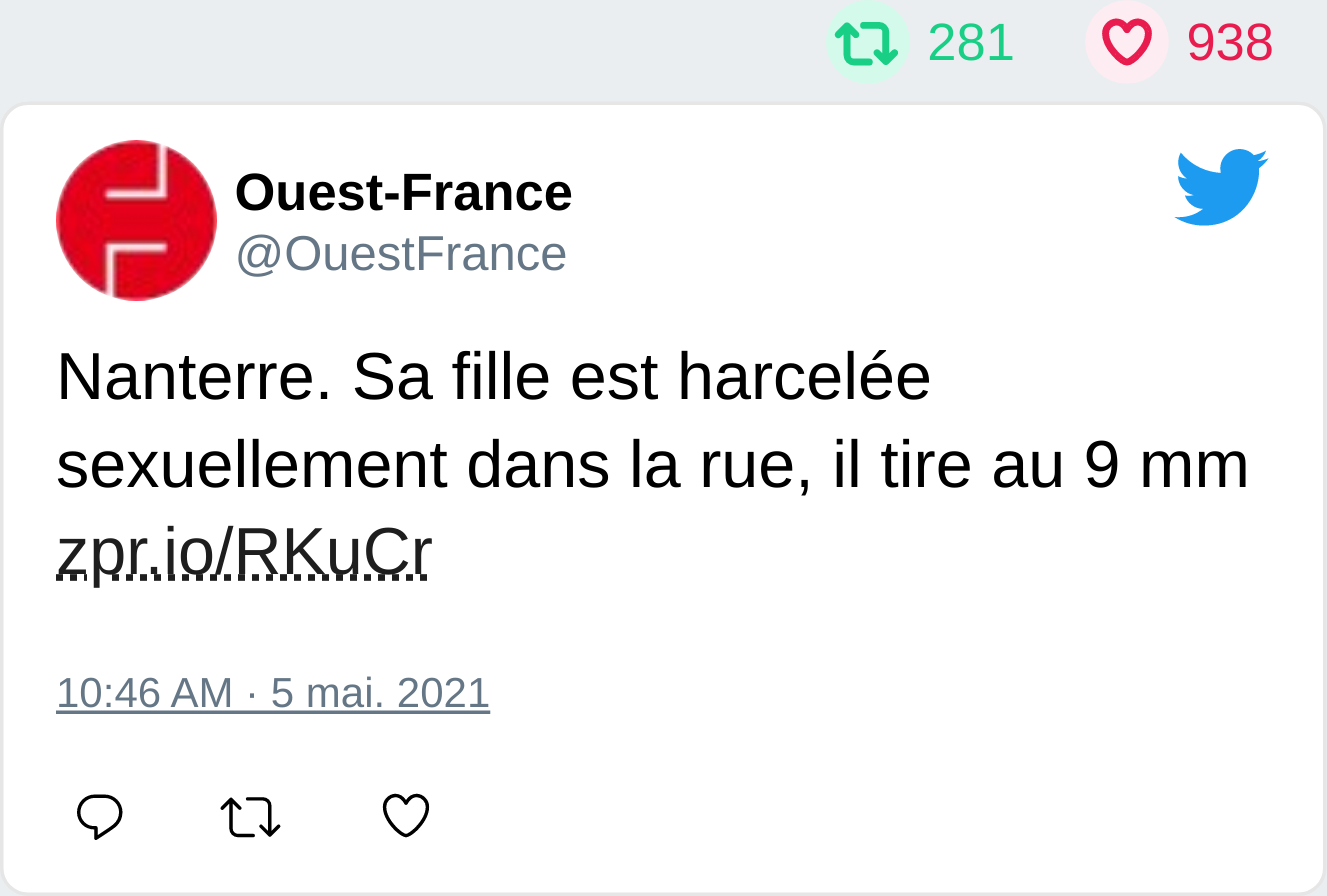 281 938
Ouest-France
@OuestFrance
Nanterre. Sa fille est harcelée
sexuellement dans la rue, il tire au 9 mm
zpr.io/RKuCr
10:46 AM · 5 mai. 2021